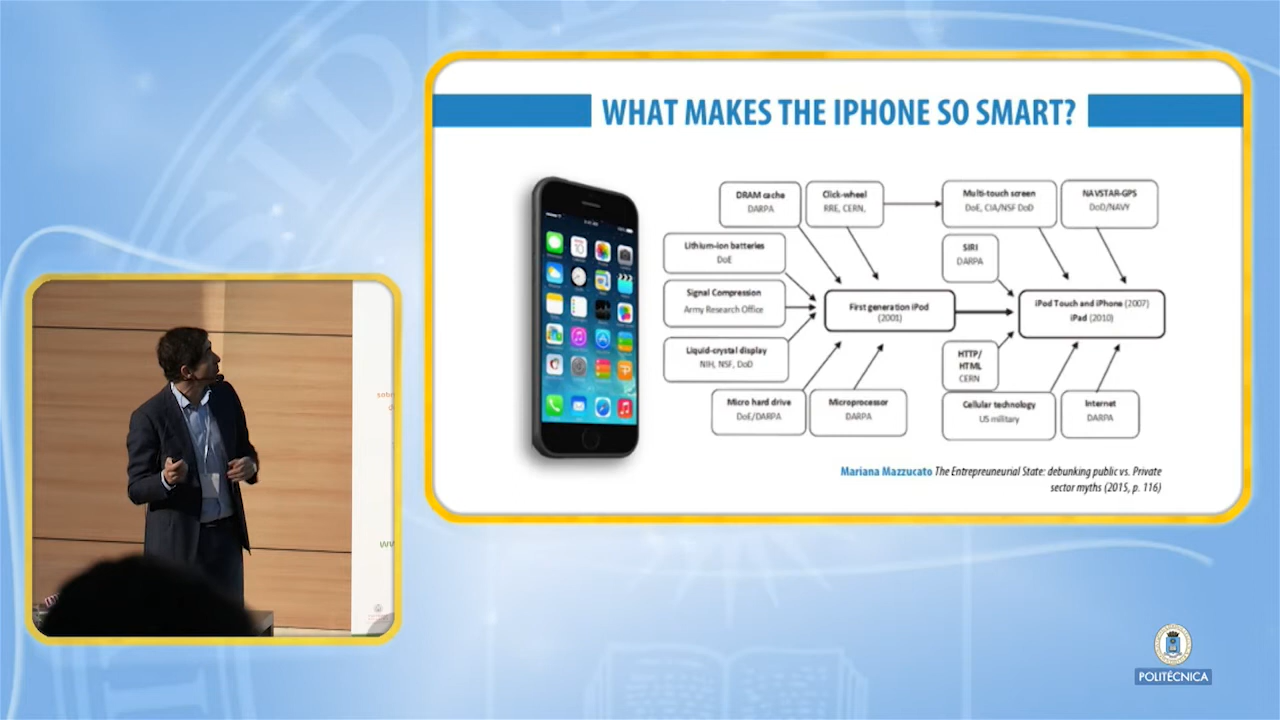 WHAT MAKES THE IPHONE SO SMART?
DRAM cache
DARPA
Click-wheel
RRE, CERN,
Multi-touch screen
DoE, CIA/NSF DoD
NAVSTAR-GPS
DoD/NAVY
Lithium-ion batteries
DoE
SIRI
DARPA
Signal Compression
Army Research Office
First generation iPod
(2001)
iPod Touch and iPhone (2007)
iPad (2010)
Liquid-crystal display
NIH, NSF, DoD
HTTP/
HTML
CERN
Micro hard drive
DoE/DARPA
Microprocessor
DARPA
Cellular technology
US military
Internet
DARPA
Mariana Mazzucato The Entrepreuneurial State: debunking public vs. Private
sector myths (2015, p. 116)
POLITÉCNICA